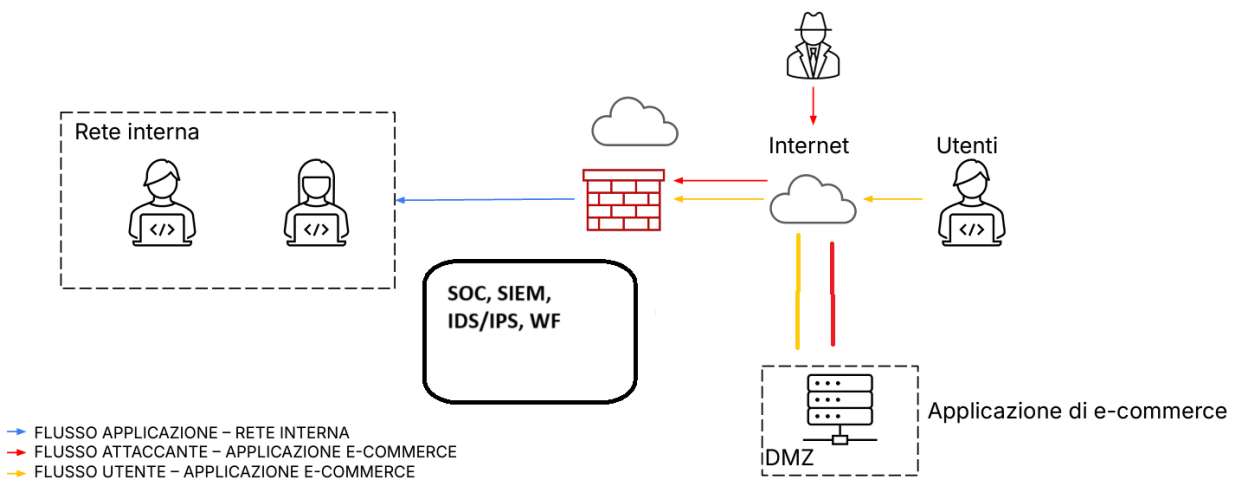 Rete interna
Internet
Utenti
</>
</>
</>
SOC, SIEM,
IDS/IPS, WF
Applicazione di e-commerce
DMZ
FLUSSO APPLICAZIONE – RETE INTERNA
FLUSSO ATTACCANTE – APPLICAZIONE E-COMMERCE
FLUSSO UTENTE – APPLICAZIONE E-COMMERCE